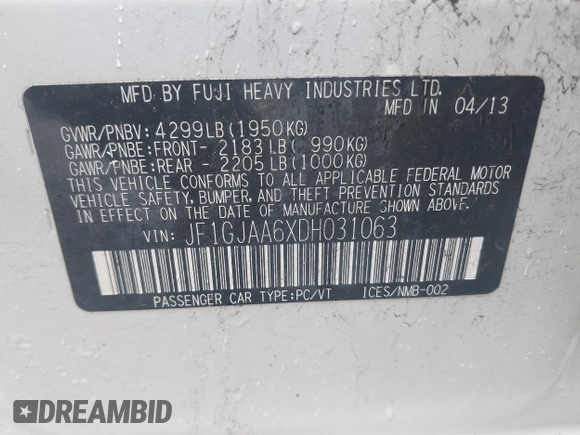 MFD BY FUJI HEAVY INDUSTRIES LTD.
MFD IN 04/13
GVWR/PNBV: 4299LB(1950KG)
GAWR/PNBE:FRONT- 2183LB( 990KG)
GAWR/PNBE:REAR - 2205LB(1000KG)
THIS VEHICLE CONFORMS TO ALL APPLICABLE FEDERAL MOTOR
VEHICLE SAFETY, BUMPER, AND THEFT PREVENTION STANDARDS
IN EFFECT ON THE DATE OF MANUFACTURE SHOWN ABOVE.
VIN: JF1GJAA6XDH031063
PASSENGER CAR TYPE:PC/VT ICES/NMB-002
DREAMBID